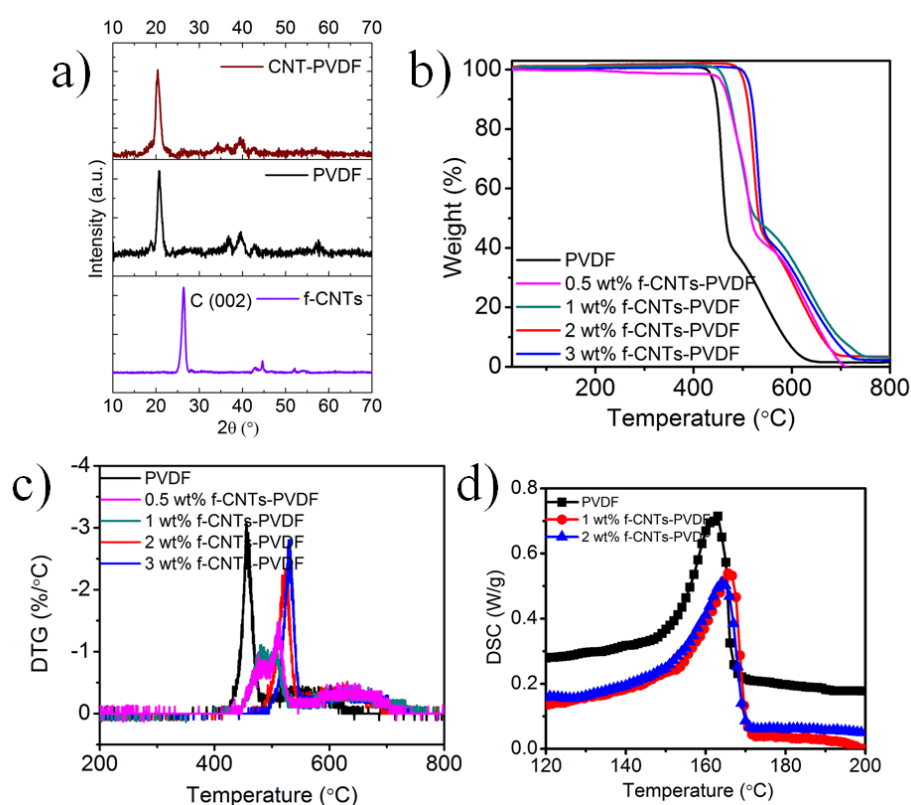 10 20 30 40 50 60 70
a)
CNT-PVDF
PVDF
C (002)
f-CNTs
Intensity (a.u.)
10 20 30 40 50 60 70
2θ (°)
b)
100
80
60
40
20
0
Weight (%)
PVDF
0.5 wt% f-CNTs-PVDF
1 wt% f-CNTs-PVDF
2 wt% f-CNTs-PVDF
3 wt% f-CNTs-PVDF
200 400 600 800
Temperature (°C)
c)
-4
-3
-2
-1
0
DTG (%/°C)
PVDF
0.5 wt% f-CNTs-PVDF
1 wt% f-CNTs-PVDF
2 wt% f-CNTs-PVDF
3 wt% f-CNTs-PVDF
200 400 600 800
Temperature (°C)
d)
0.8
0.6
0.4
0.2
0.0
DSC (W/g)
PVDF
1 wt% f-CNTs-PVDF
2 wt% f-CNTs-PVDF
120 140 160 180 200
Temperature (°C)